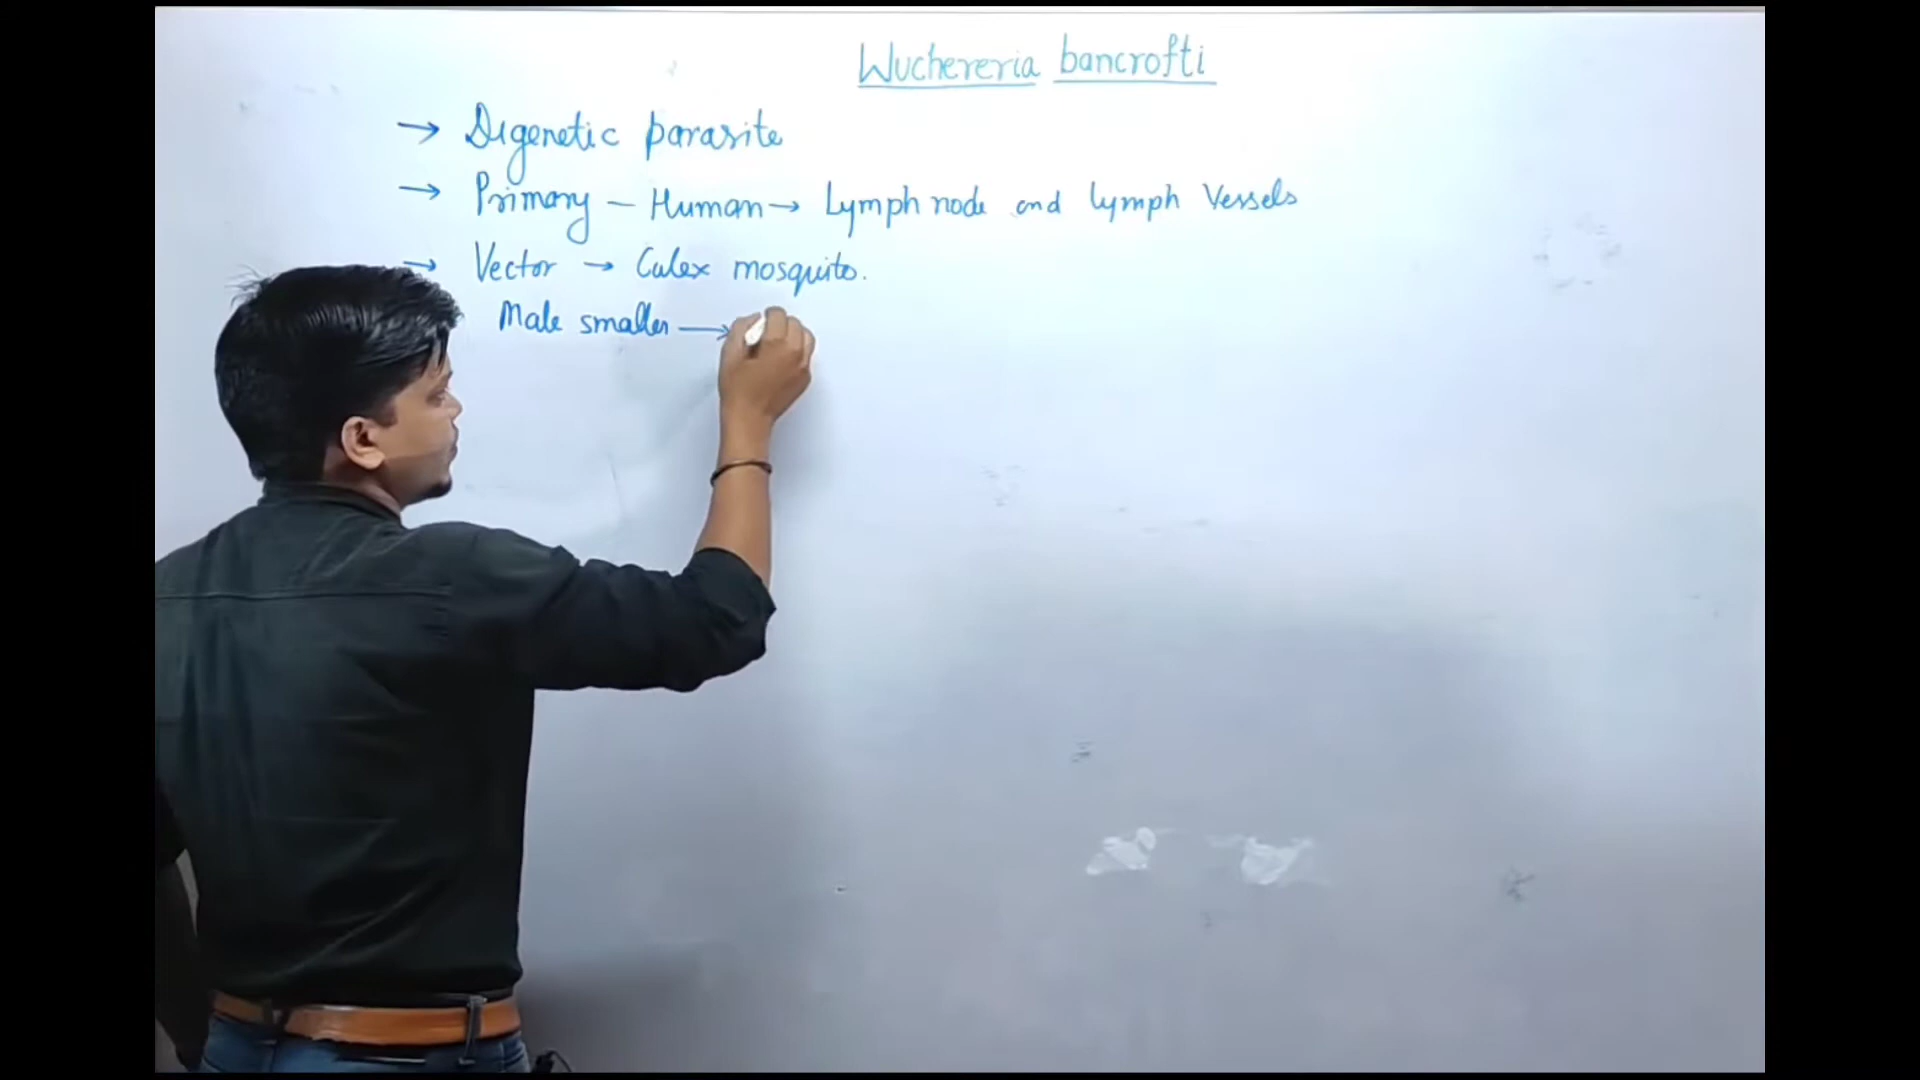 Wuchereria bancrofti
→ Digenetic parasite
→ Primary – Human → Lymph node and lymph Vessels
→ Vector → Culex mosquito.
Male smaller →